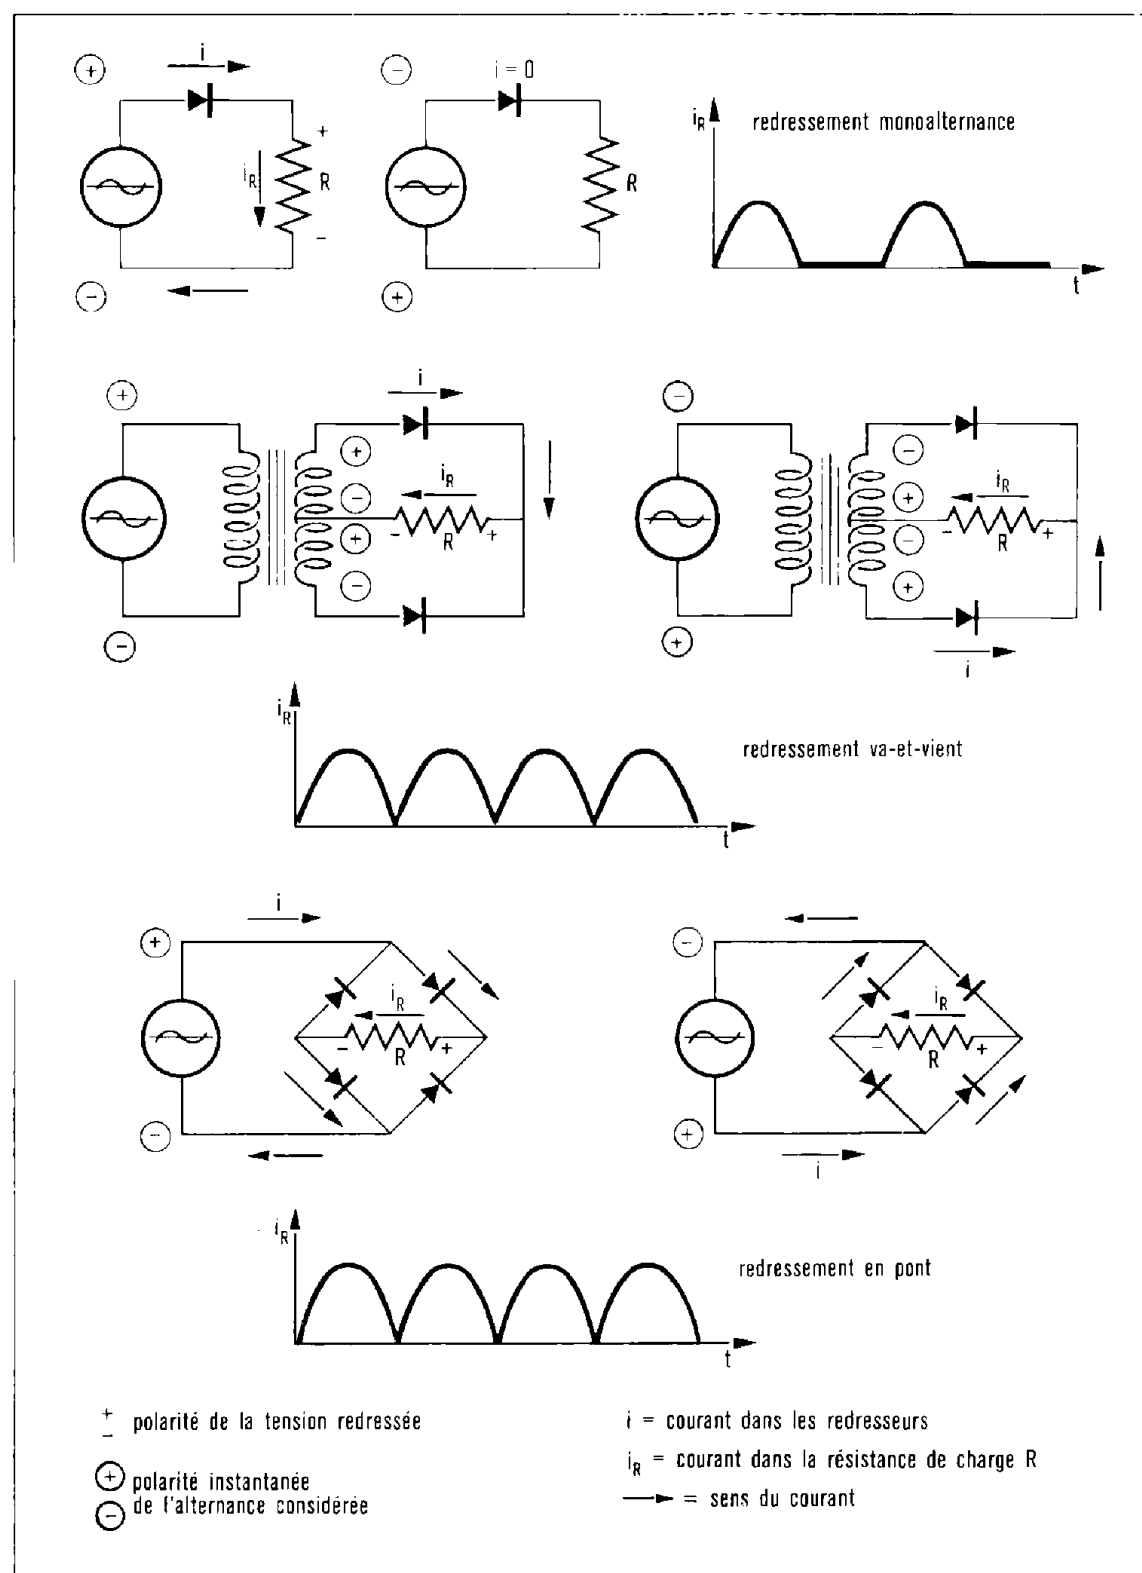 + i - i = 0
i_R redressement monoalternance
i_R + R - R
- + t
+ i -
+ - i_R - R + + -
- + i_R - R + - +
- + i
i_R redressement va-et-vient
t
i
+ i_R - R + -
- i_R - R + +
i
i_R redressement en pont
t
+ - polarité de la tension redressée
+ polarité instantanée
- de l'alternance considérée
i = courant dans les redresseurs
i_R = courant dans la résistance de charge R
→ = sens du courant